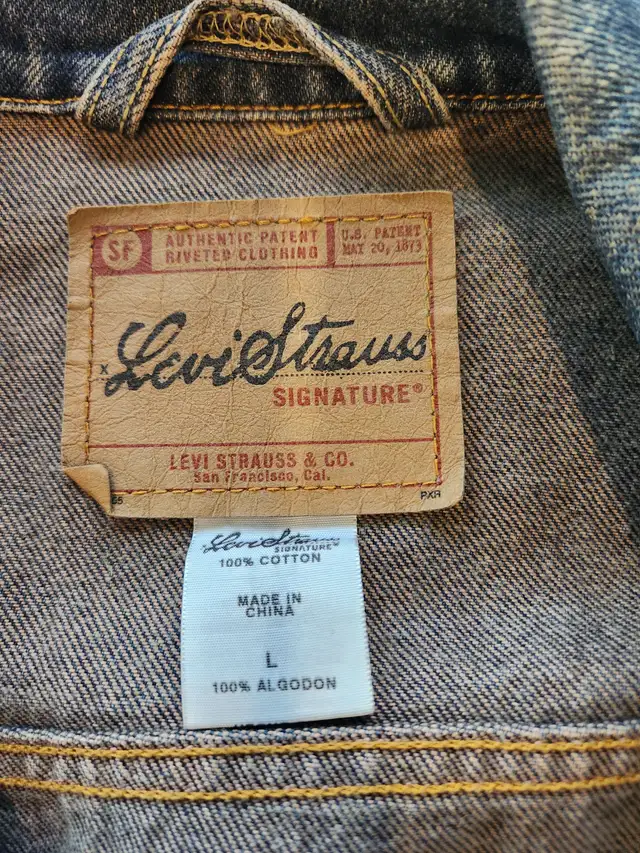 SF
AUTHENTIC PATENT
RIVETED CLOTHING
U.S. PATENT
MAY 20, 1873
x Levi Strauss
SIGNATURE®
LEVI STRAUSS & CO.
San Francisco, Cal.
PXR
Levi Strauss
SIGNATURE®
100% COTTON
MADE IN
CHINA
L
100% ALGODON